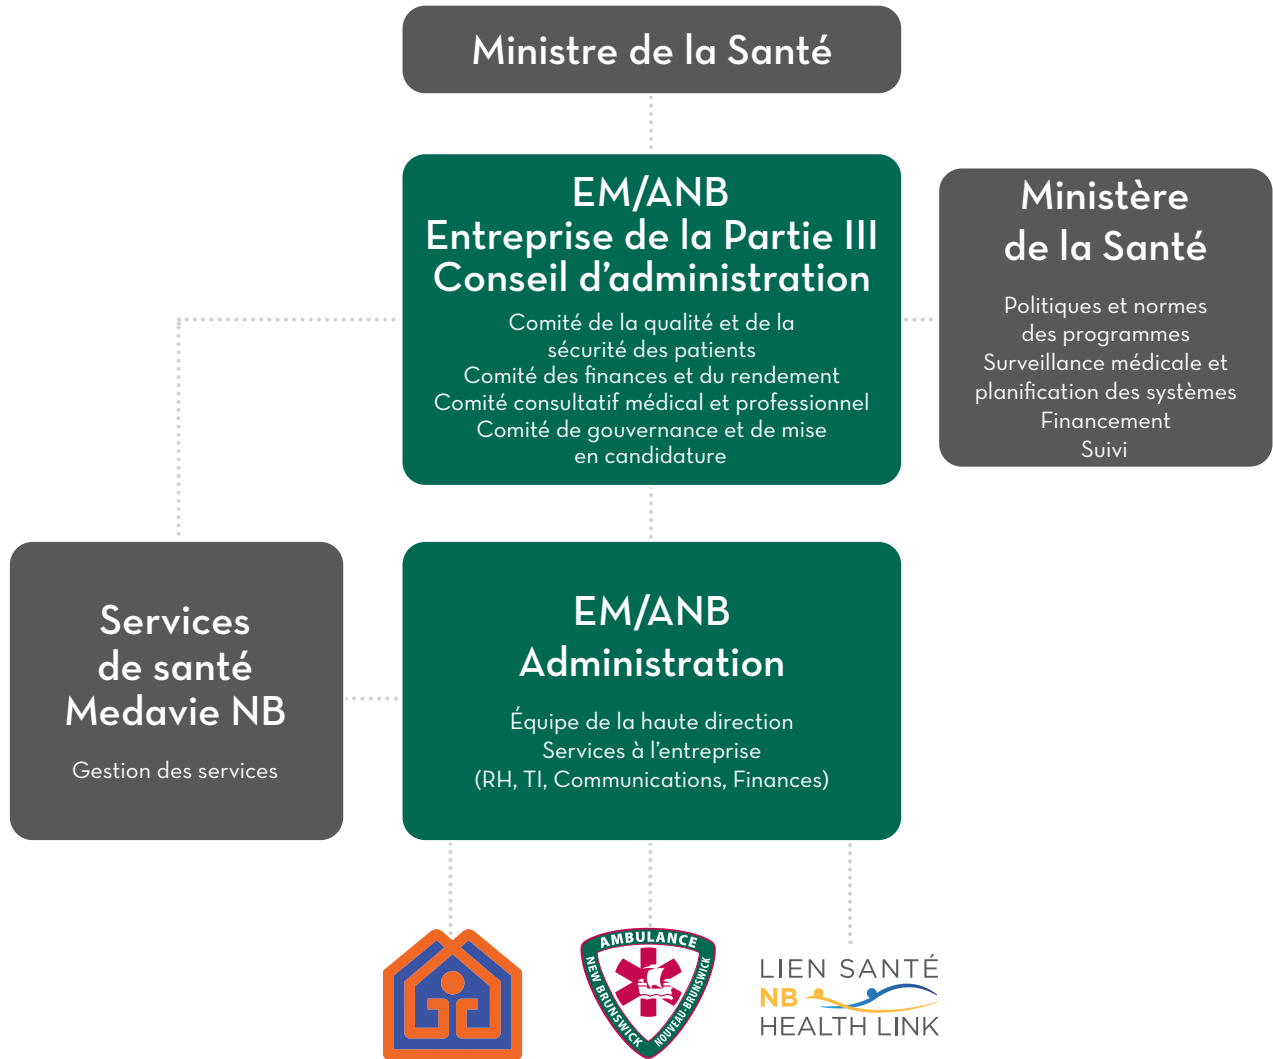 Ministre de la Santé
EM/ANB
Entreprise de la Partie III
Conseil d’administration
Comité de la qualité et de la
sécurité des patients
Comité des finances et du rendement
Comité consultatif médical et professionnel
Comité de gouvernance et de mise
en candidature
Ministère
de la Santé
Politiques et normes
des programmes
Surveillance médicale et
planification des systèmes
Financement
Suivi
Services
de santé
Medavie NB
Gestion des services
EM/ANB
Administration
Équipe de la haute direction
Services à l’entreprise
(RH, TI, Communications, Finances)
AMBULANCE
NEW BRUNSWICK
NOUVEAU-BRUNSWICK
LIEN SANTÉ
NB
HEALTH LINK